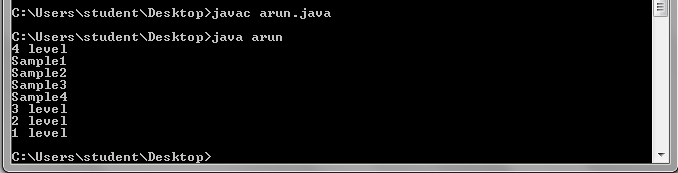 C:\Users\student\Desktop>javac arun.java
C:\Users\student\Desktop>java arun
4 level
Sample1
Sample2
Sample3
Sample4
3 level
2 level
1 level
C:\Users\student\Desktop>